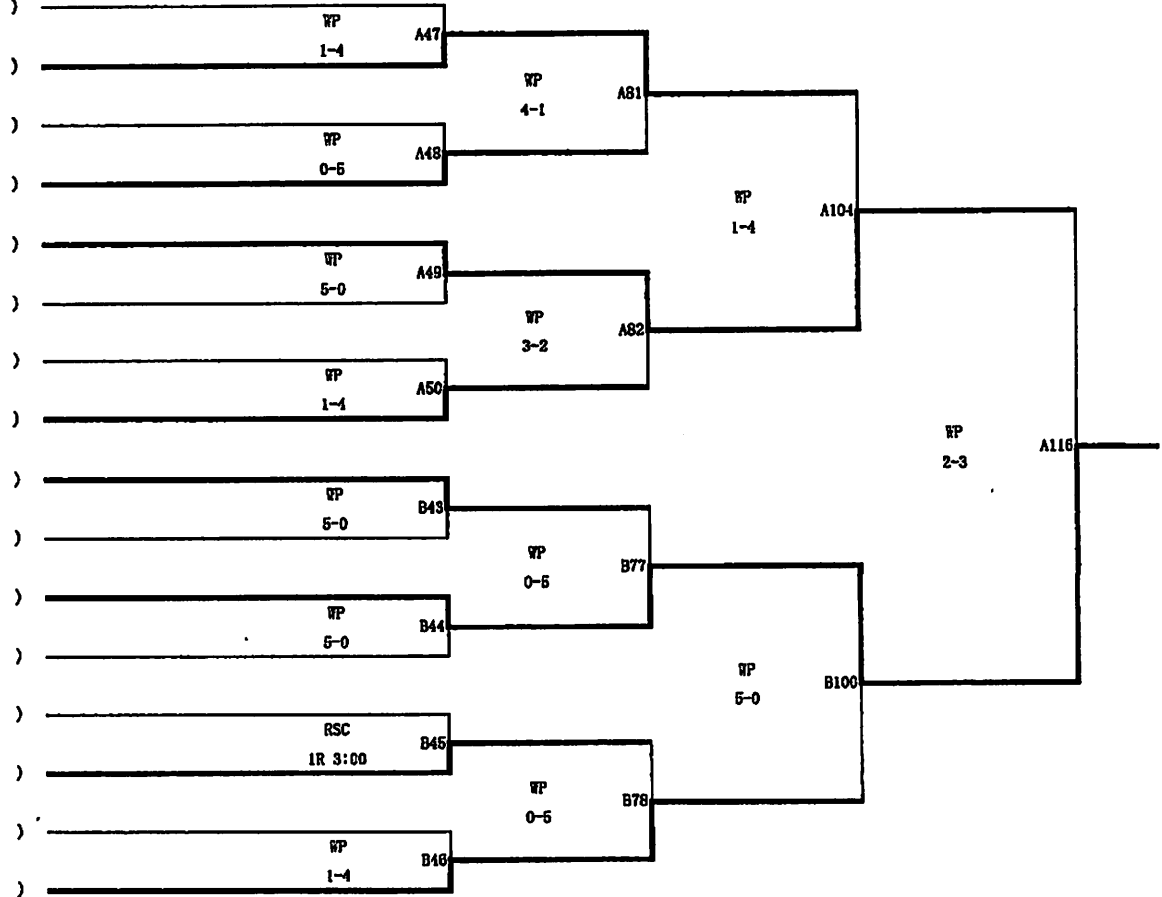 )
WP
A47
1-4
)
WP
A81
4-1
)
WP
A48
0-5
)
WP
A104
1-4
)
WP
A49
5-0
)
WP
A82
3-2
)
WP
A50
1-4
)
WP
A116
2-3
)
WP
B43
5-0
)
WP
B77
0-5
)
WP
B44
5-0
)
WP
B100
5-0
)
RSC
B45
1R 3:00
)
WP
B78
0-5
)
WP
B46
1-4
)